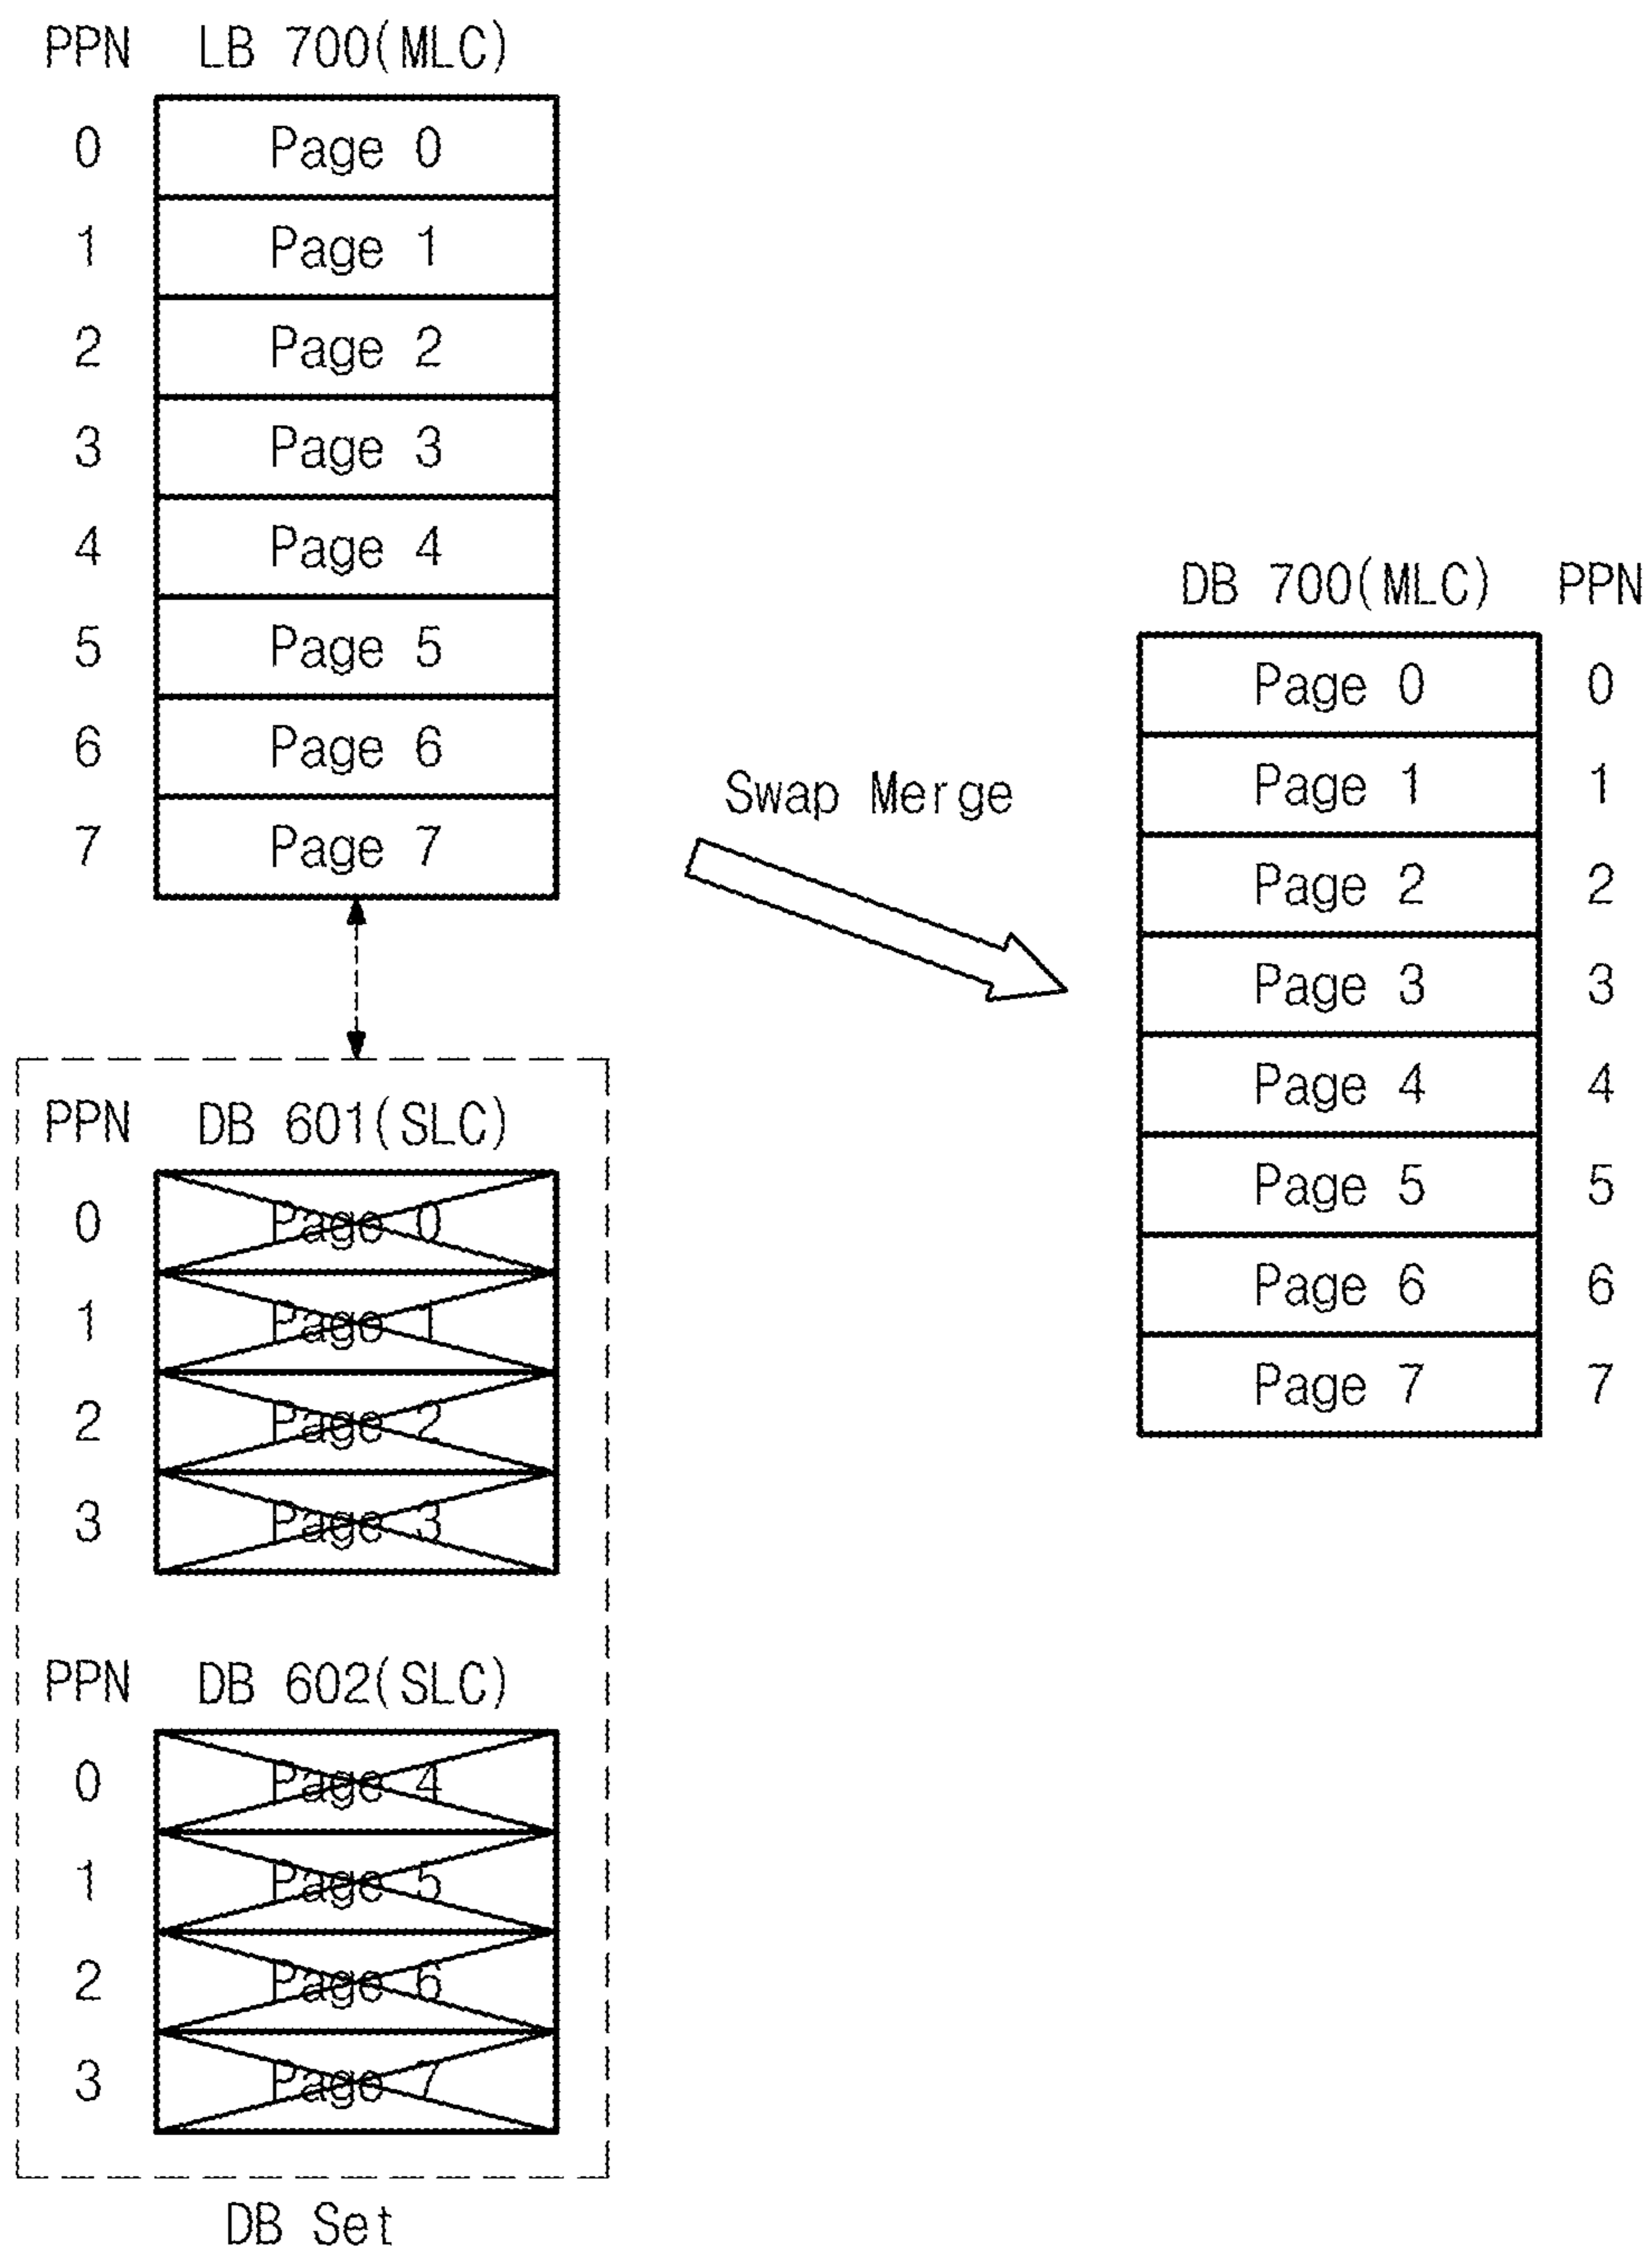 PPN LB 700(MLC)
0 Page 0
1 Page 1
2 Page 2
3 Page 3
4 Page 4
5 Page 5
6 Page 6
7 Page 7
Swap Merge
DB 700(MLC) PPN
Page 0 0
Page 1 1
Page 2 2
Page 3 3
Page 4 4
Page 5 5
Page 6 6
Page 7 7
PPN DB 601(SLC)
0 Page 0
1 Page 1
2 Page 2
3 Page 3
PPN DB 602(SLC)
0 Page 4
1 Page 5
2 Page 6
3 Page 7
DB Set